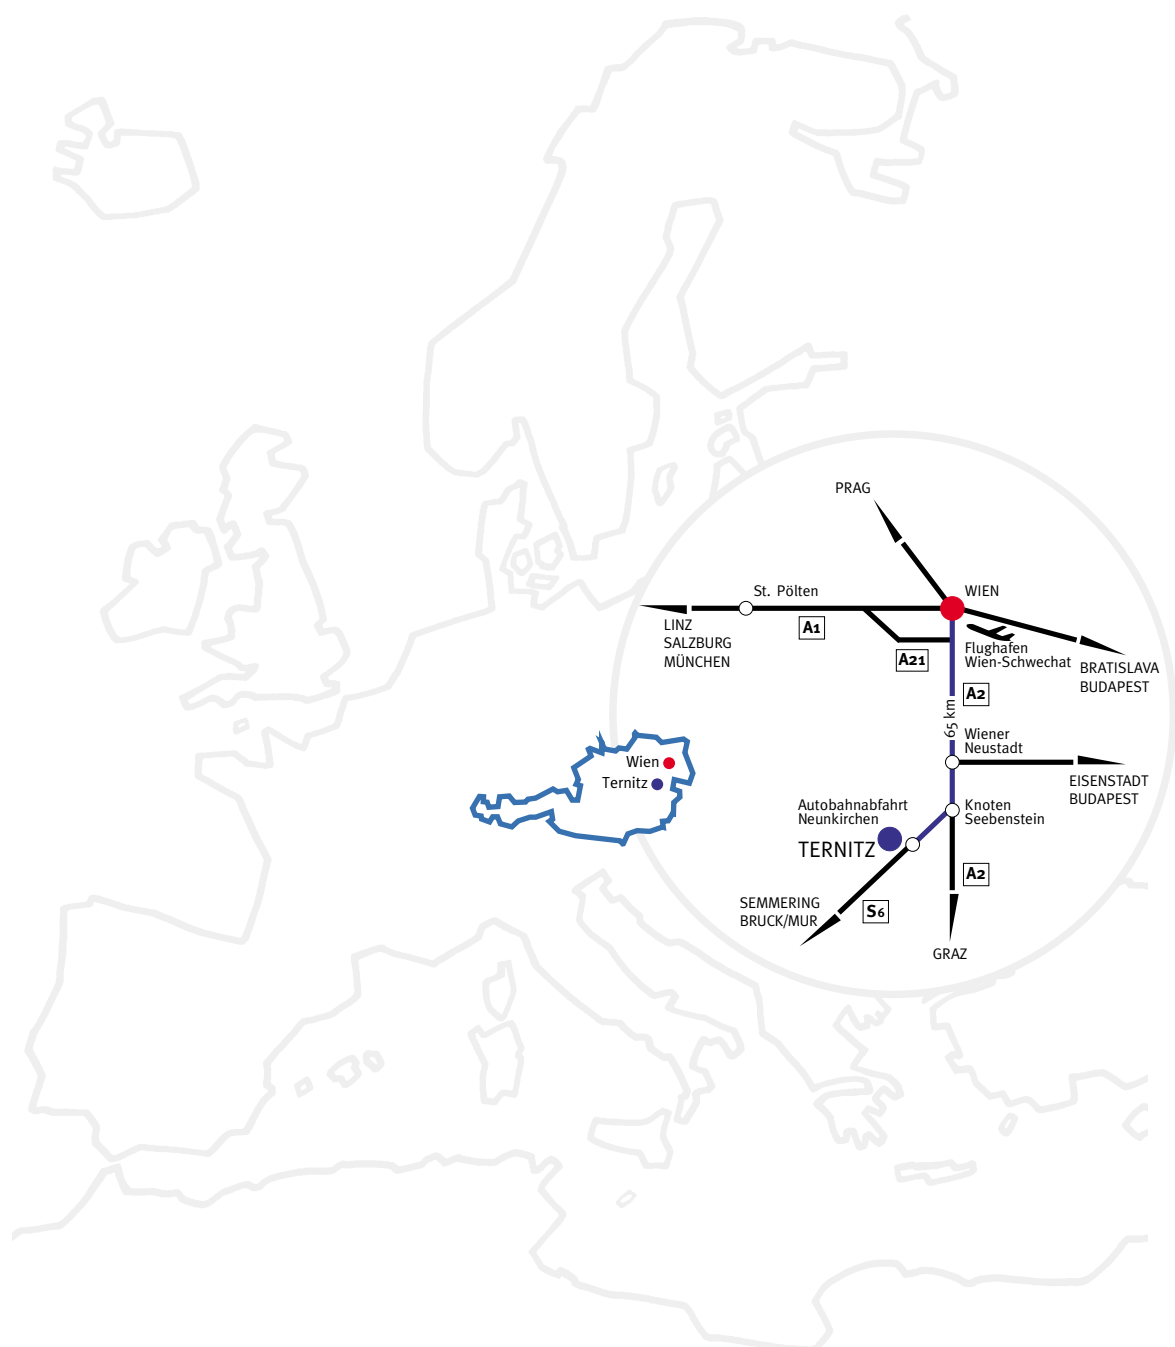 PRAG
WIEN
St. Pölten
LINZ
SALZBURG
MÜNCHEN
A1
A21
Flughafen
Wien-Schwechat
BRATISLAVA
BUDAPEST
A2
65 km
Wiener
Neustadt
EISENSTADT
BUDAPEST
Wien
Ternitz
Autobahnabfahrt
Neunkirchen
TERNITZ
Knoten
Seebenstein
A2
SEMMERING
BRUCK/MUR
S6
GRAZ